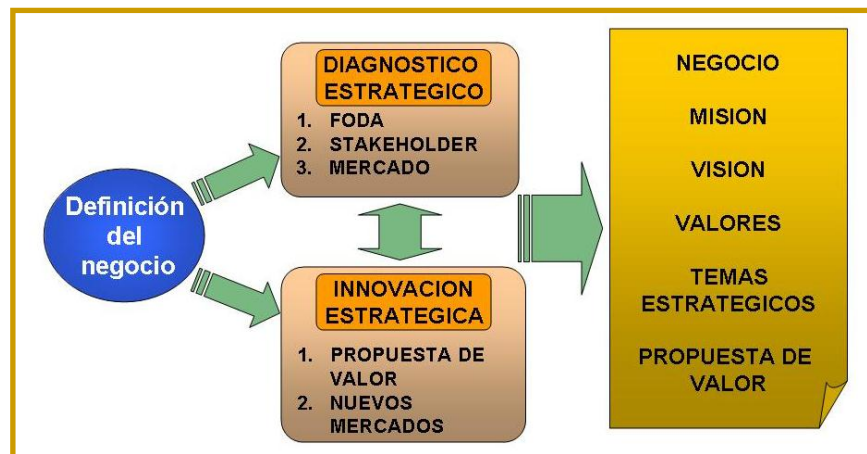 Definición
del
negocio
DIAGNOSTICO
ESTRATEGICO
1. FODA
2. STAKEHOLDER
3. MERCADO
INNOVACION
ESTRATEGICA
1. PROPUESTA DE
VALOR
2. NUEVOS
MERCADOS
NEGOCIO
MISION
VISION
VALORES
TEMAS
ESTRATEGICOS
PROPUESTA DE
VALOR